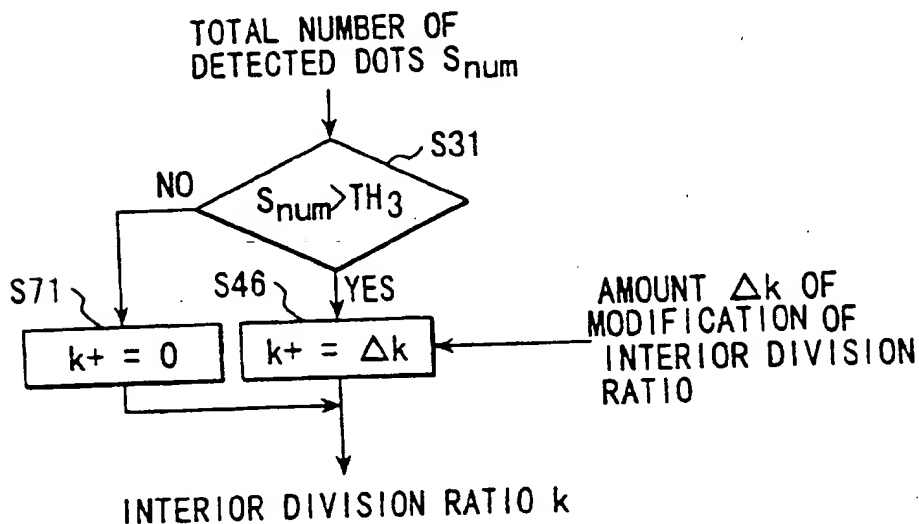 TOTAL NUMBER OF
DETECTED DOTS Snum
S31
NO
Snum>TH3
S71
S46
YES
k+ = 0
k+ = Δk
AMOUNT Δk OF
MODIFICATION OF
INTERIOR DIVISION
RATIO
INTERIOR DIVISION RATIO k